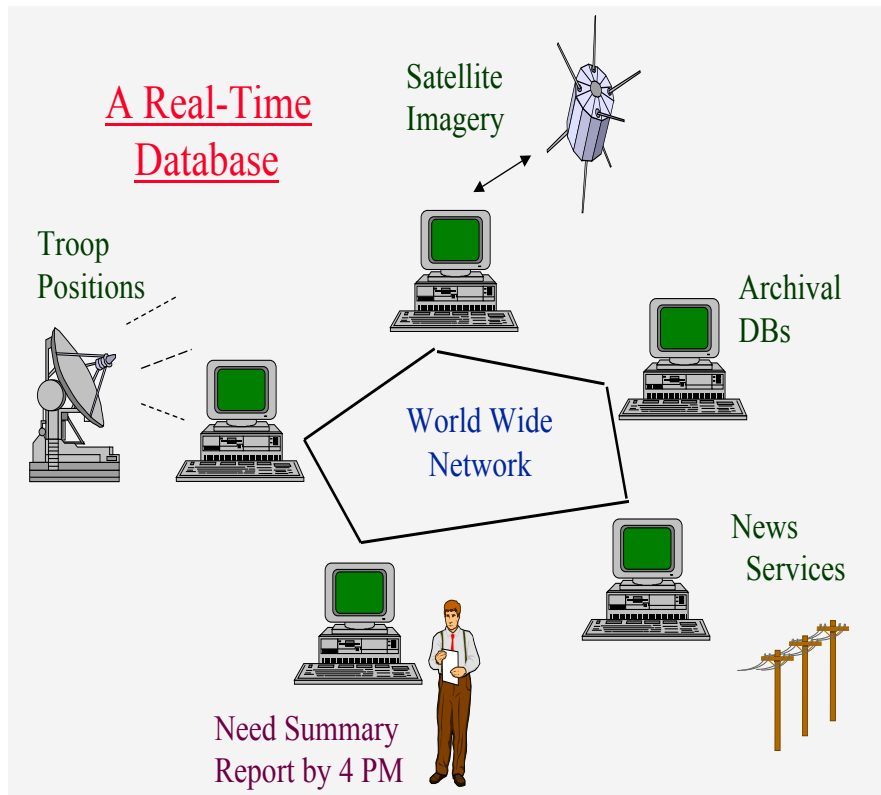 A Real-Time
Database
Satellite
Imagery
Troop
Positions
Archival
DBs
World Wide
Network
News
Services
Need Summary
Report by 4 PM